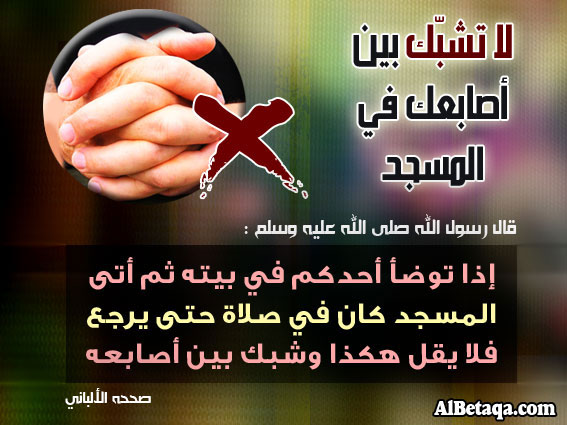 لا تشبّك بين
أصابعك في
المسجد
قال رسول الله صلى الله عليه وسلم :
إذا توضأ أحدكم في بيته ثم أتى
المسجد كان في صلاة حتى يرجع
فلا يقل هكذا وشبك بين أصابعه
صححه الألباني
AlBetaqa.com